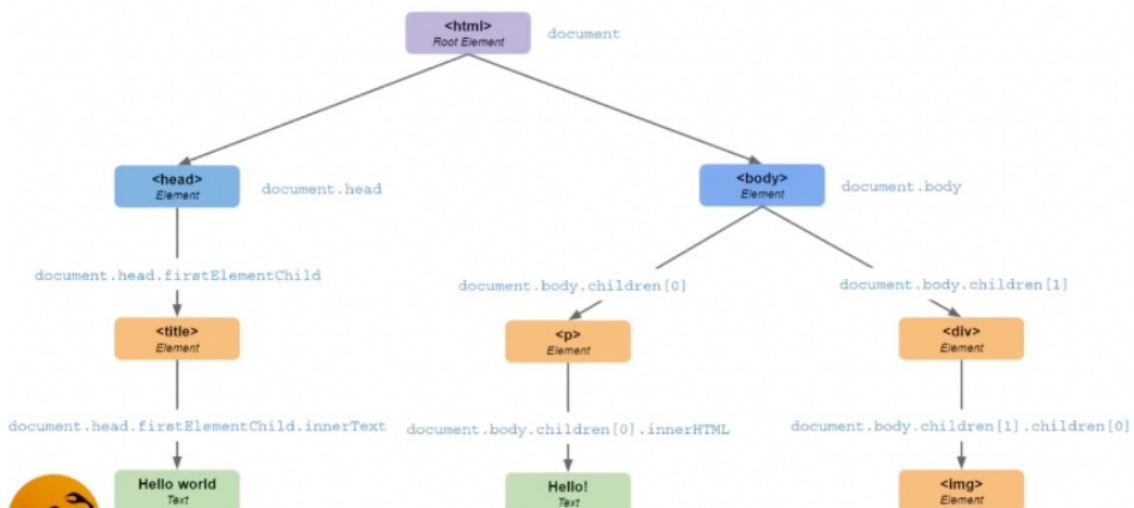 <html>
Root Element
document
<head>
Element
document.head
<body>
Element
document.body
document.head.firstElementChild
document.body.children[0]
document.body.children[1]
<title>
Element
<p>
Element
<div>
Element
document.head.firstElementChild.innerText
document.body.children[0].innerHTML
document.body.children[1].children[0]
Hello world
Text
Hello!
Text
<img>
Element